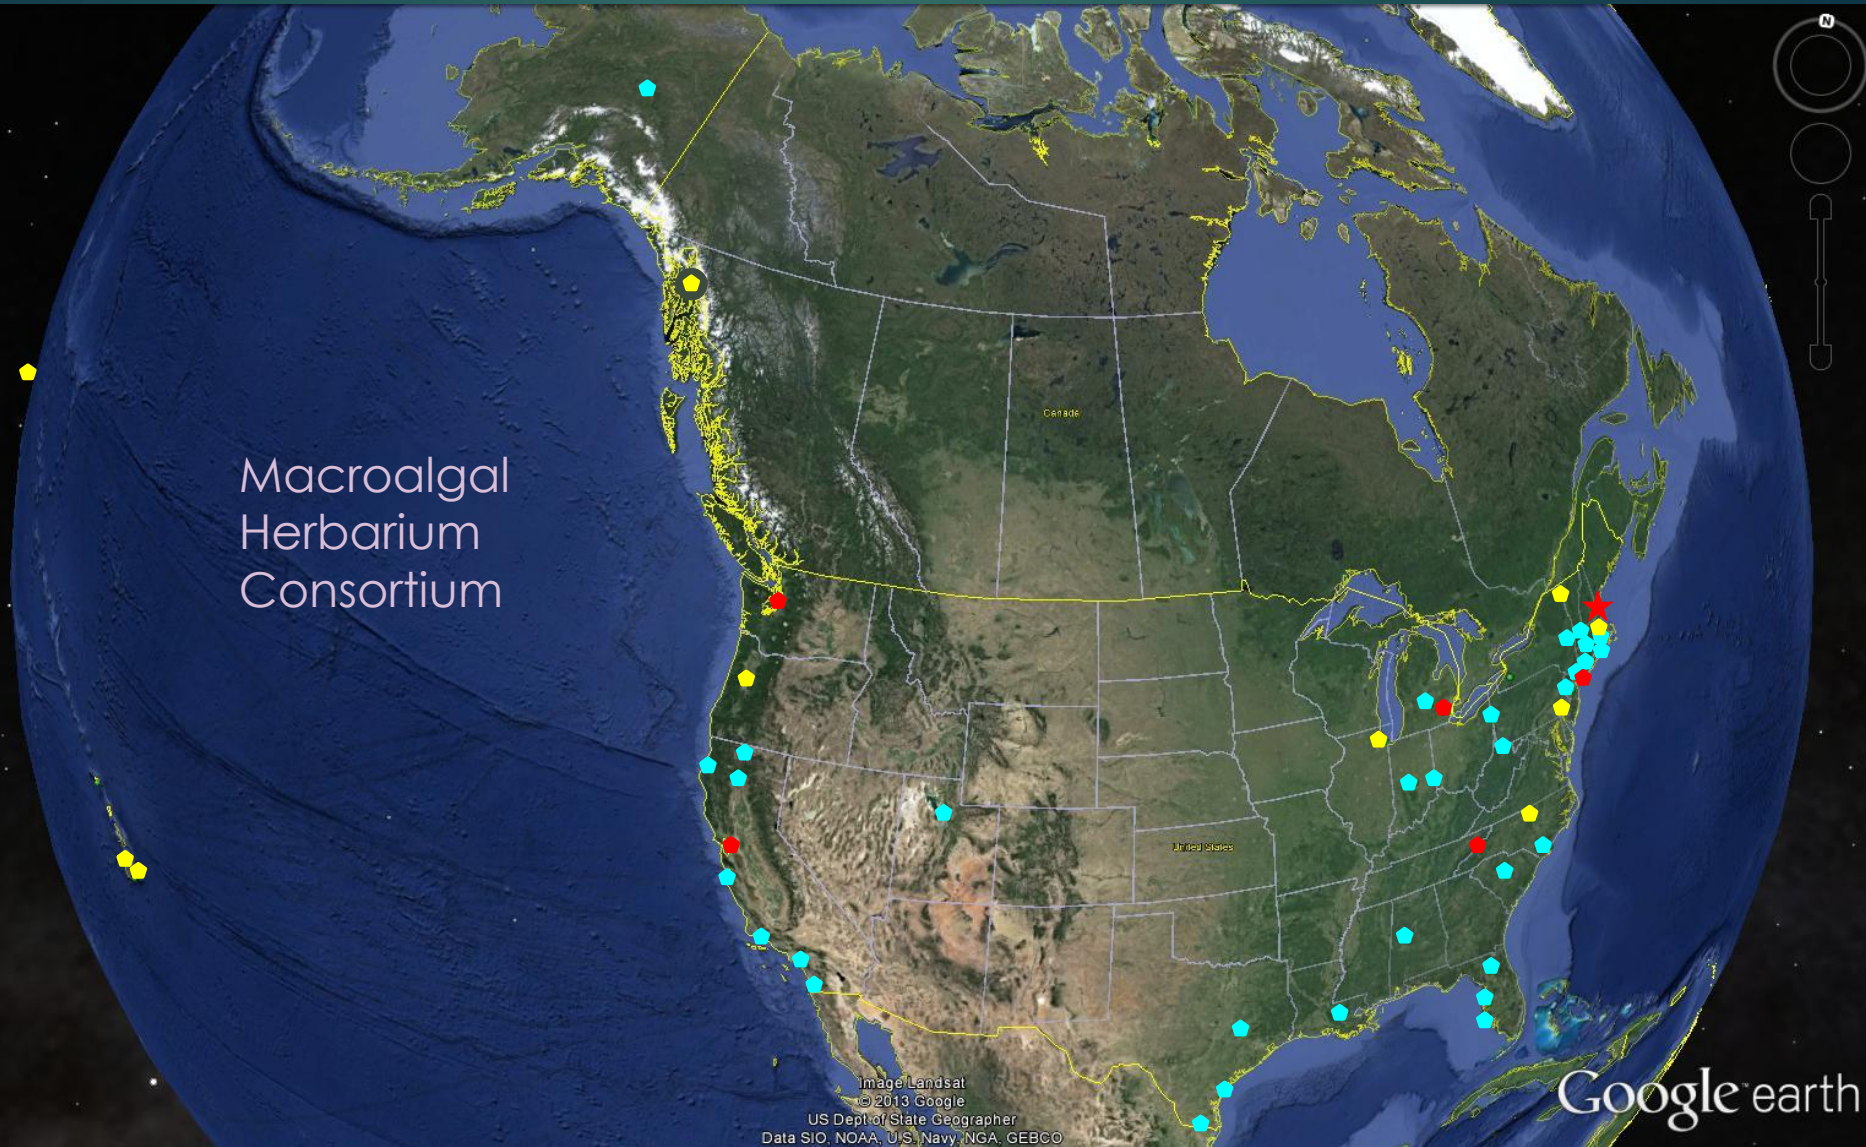 N
Canada
Macroalgal
Herbarium
Consortium
United States
Image Landsat
© 2013 Google
US Dept of State Geographer
Data SIO, NOAA, U.S. Navy, NGA, GEBCO
Google earth